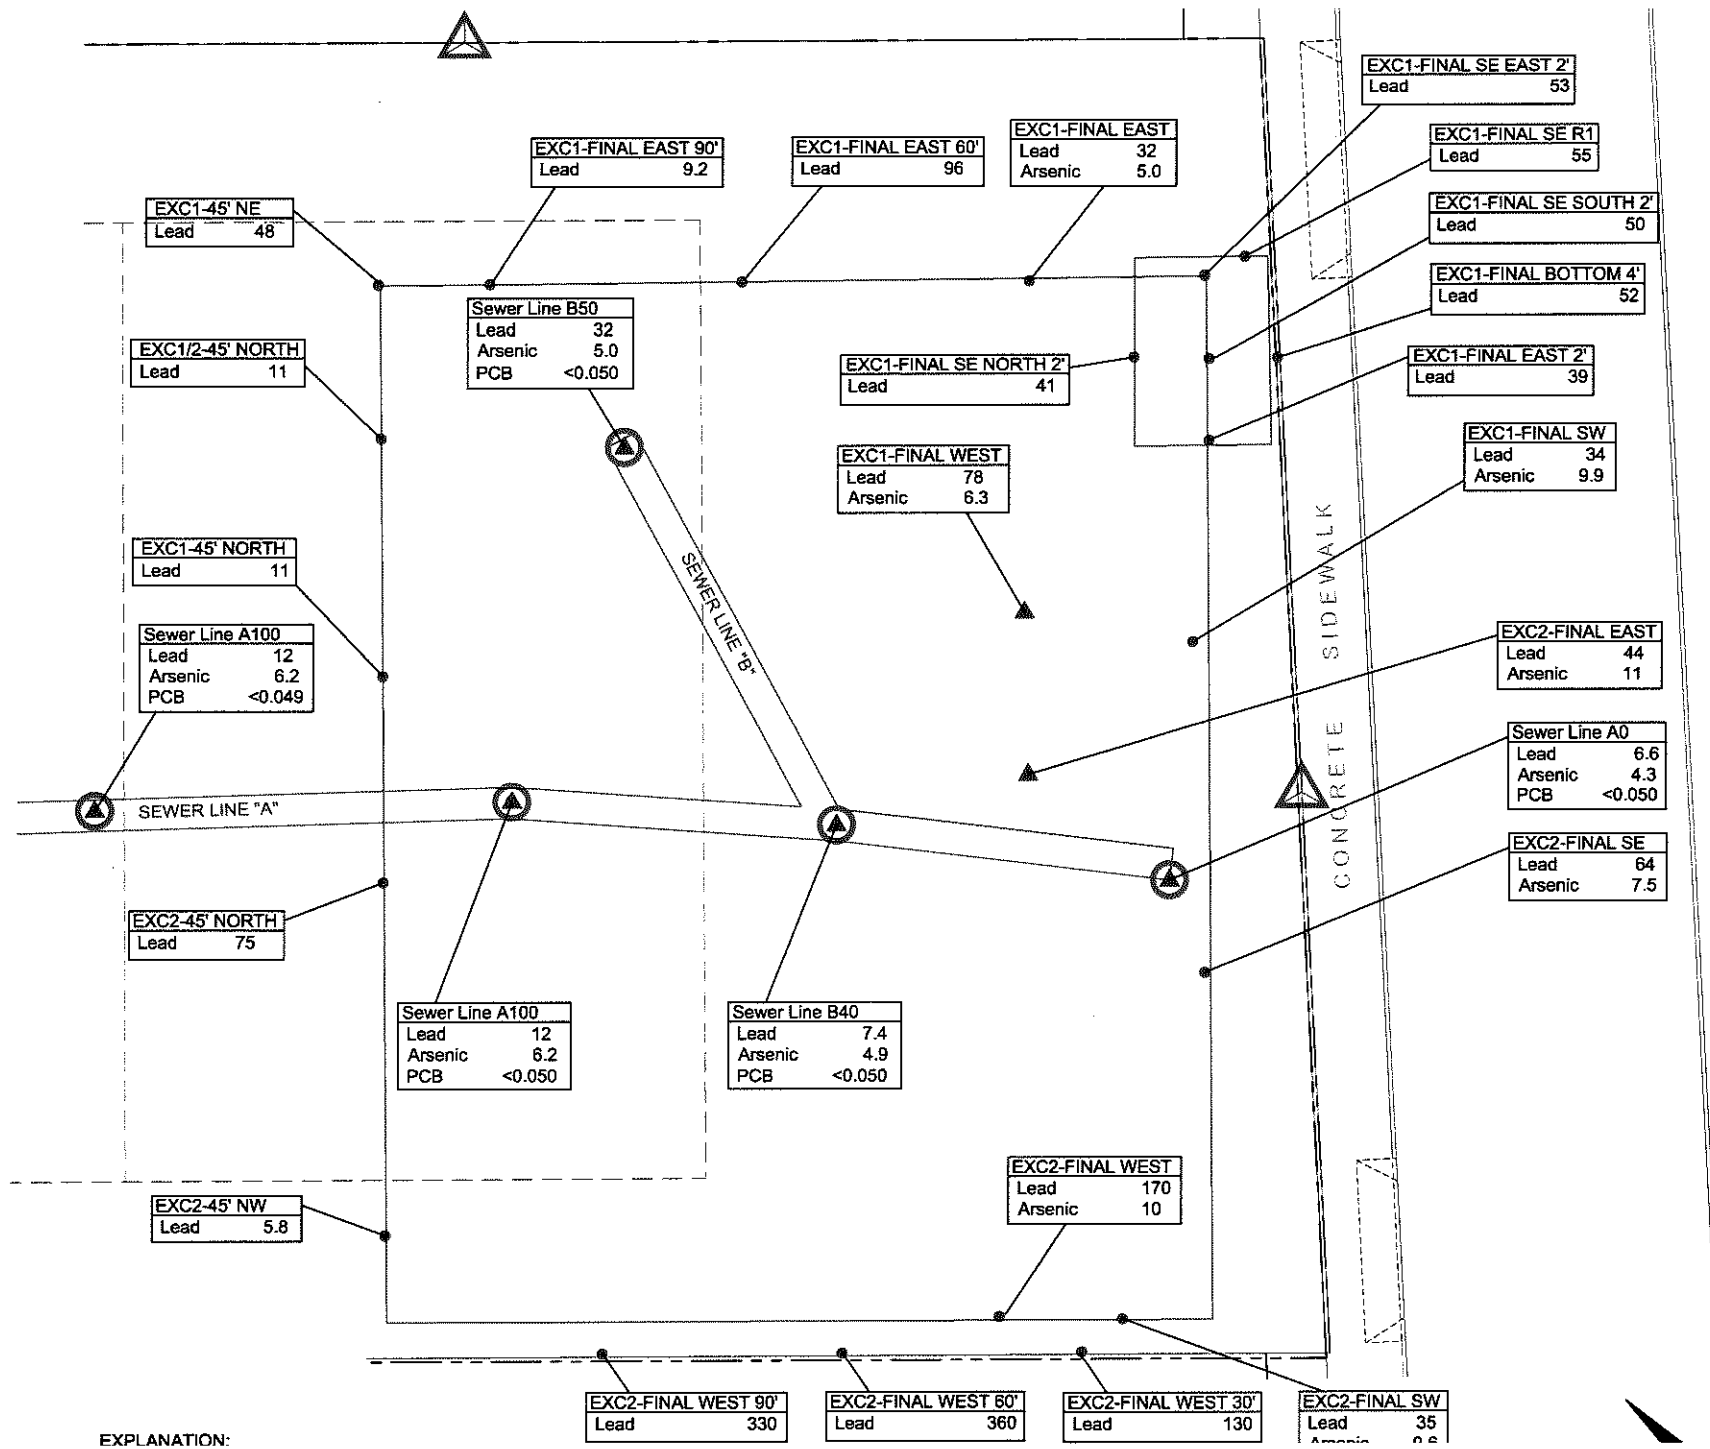 EXC1-FINAL SE EAST 2'
Lead 53
EXC1-FINAL EAST 90'
Lead 9.2
EXC1-FINAL EAST 60'
Lead 96
EXC1-FINAL EAST
Lead 32
Arsenic 5.0
EXC1-FINAL SE R1
Lead 55
EXC1-45' NE
Lead 48
EXC1-FINAL SE SOUTH 2'
Lead 50
EXC1-FINAL BOTTOM 4'
Lead 52
Sewer Line B50
Lead 32
Arsenic 5.0
PCB <0.050
EXC1/2-45' NORTH
Lead 11
EXC1-FINAL SE NORTH 2'
Lead 41
EXC1-FINAL EAST 2'
Lead 39
EXC1-FINAL WEST
Lead 78
Arsenic 6.3
EXC1-FINAL SW
Lead 34
Arsenic 9.9
EXC1-45' NORTH
Lead 11
SEWER LINE "B"
CONCRETE SIDEWALK
Sewer Line A100
Lead 12
Arsenic 6.2
PCB <0.049
EXC2-FINAL EAST
Lead 44
Arsenic 11
Sewer Line A0
Lead 6.6
Arsenic 4.3
PCB <0.050
SEWER LINE "A"
EXC2-FINAL SE
Lead 64
Arsenic 7.5
EXC2-45' NORTH
Lead 75
Sewer Line A100
Lead 12
Arsenic 6.2
PCB <0.050
Sewer Line B40
Lead 7.4
Arsenic 4.9
PCB <0.050
EXC2-FINAL WEST
Lead 170
Arsenic 10
EXC2-45' NW
Lead 5.8
EXC2-FINAL WEST 90'
Lead 330
EXC2-FINAL WEST 60'
Lead 360
EXC2-FINAL WEST 30'
Lead 130
EXC2-FINAL SW
Lead 35
Arsenic 9.6
EXPLANATION: